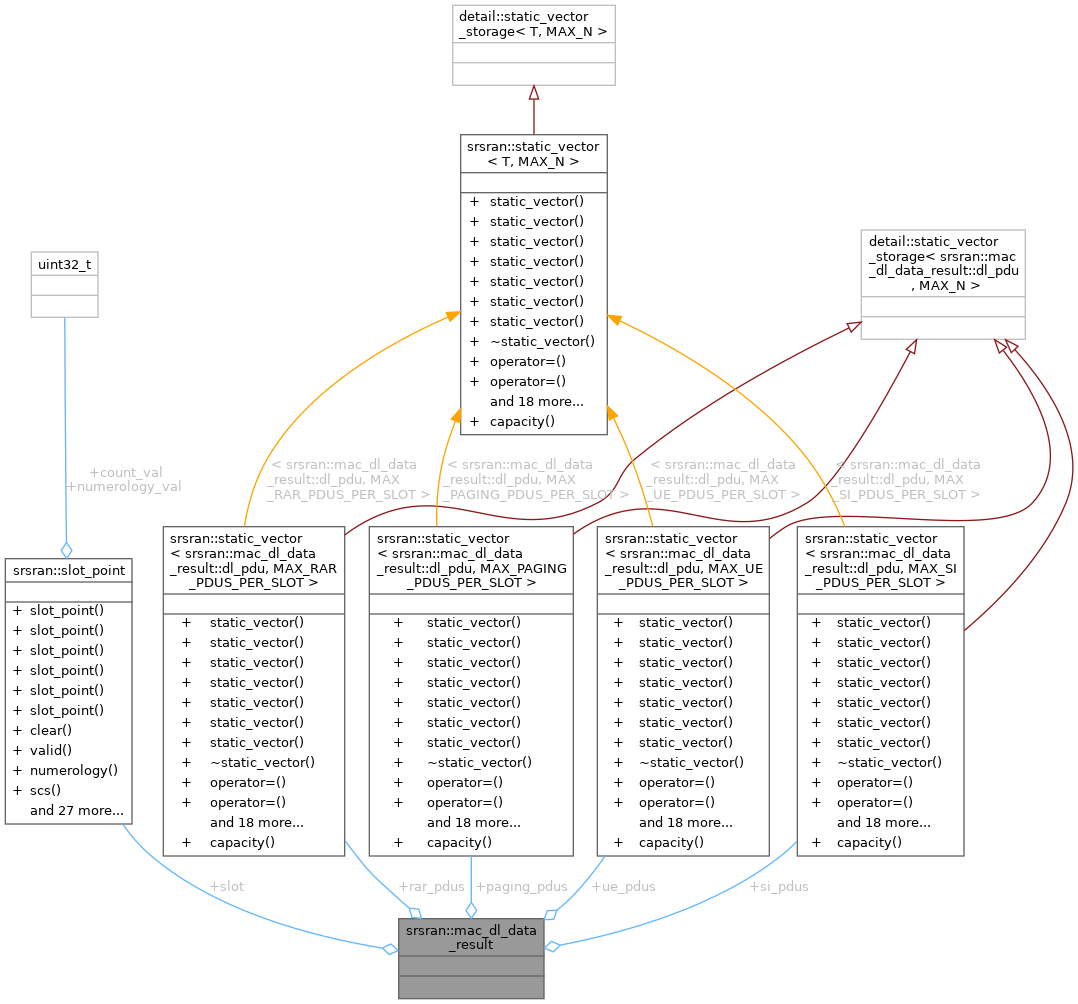 detail::static_vector
_storage< T, MAX_N >
srsran::static_vector
< T, MAX_N >
+ static_vector()
+ static_vector()
+ static_vector()
+ static_vector()
+ static_vector()
+ static_vector()
+ static_vector()
+ ~static_vector()
+ operator=()
+ operator=()
and 18 more...
+ capacity()
detail::static_vector
_storage< srsran::mac
_dl_data_result::dl_pdu
, MAX_N >
uint32_t
+count_val
+numerology_val
< srsran::mac_dl_data
_result::dl_pdu, MAX
_RAR_PDUS_PER_SLOT >
< srsran::mac_dl_data
_result::dl_pdu, MAX
_PAGING_PDUS_PER_SLOT >
< srsran::mac_dl_data
_result::dl_pdu, MAX
_UE_PDUS_PER_SLOT >
< srsran::mac_dl_data
_result::dl_pdu, MAX
_SI_PDUS_PER_SLOT >
srsran::slot_point
+ slot_point()
+ slot_point()
+ slot_point()
+ slot_point()
+ slot_point()
+ slot_point()
+ clear()
+ valid()
+ numerology()
+ scs()
and 27 more...
srsran::static_vector
< srsran::mac_dl_data
_result::dl_pdu, MAX_RAR
_PDUS_PER_SLOT >
+ static_vector()
+ static_vector()
+ static_vector()
+ static_vector()
+ static_vector()
+ static_vector()
+ static_vector()
+ ~static_vector()
+ operator=()
+ operator=()
and 18 more...
+ capacity()
srsran::static_vector
< srsran::mac_dl_data
_result::dl_pdu, MAX_PAGING
_PDUS_PER_SLOT >
+ static_vector()
+ static_vector()
+ static_vector()
+ static_vector()
+ static_vector()
+ static_vector()
+ static_vector()
+ ~static_vector()
+ operator=()
+ operator=()
and 18 more...
+ capacity()
srsran::static_vector
< srsran::mac_dl_data
_result::dl_pdu, MAX_UE
_PDUS_PER_SLOT >
+ static_vector()
+ static_vector()
+ static_vector()
+ static_vector()
+ static_vector()
+ static_vector()
+ static_vector()
+ ~static_vector()
+ operator=()
+ operator=()
and 18 more...
+ capacity()
srsran::static_vector
< srsran::mac_dl_data
_result::dl_pdu, MAX_SI
_PDUS_PER_SLOT >
+ static_vector()
+ static_vector()
+ static_vector()
+ static_vector()
+ static_vector()
+ static_vector()
+ static_vector()
+ ~static_vector()
+ operator=()
+ operator=()
and 18 more...
+ capacity()
+slot
+rar_pdus
+paging_pdus
+ue_pdus
+si_pdus
srsran::mac_dl_data
_result